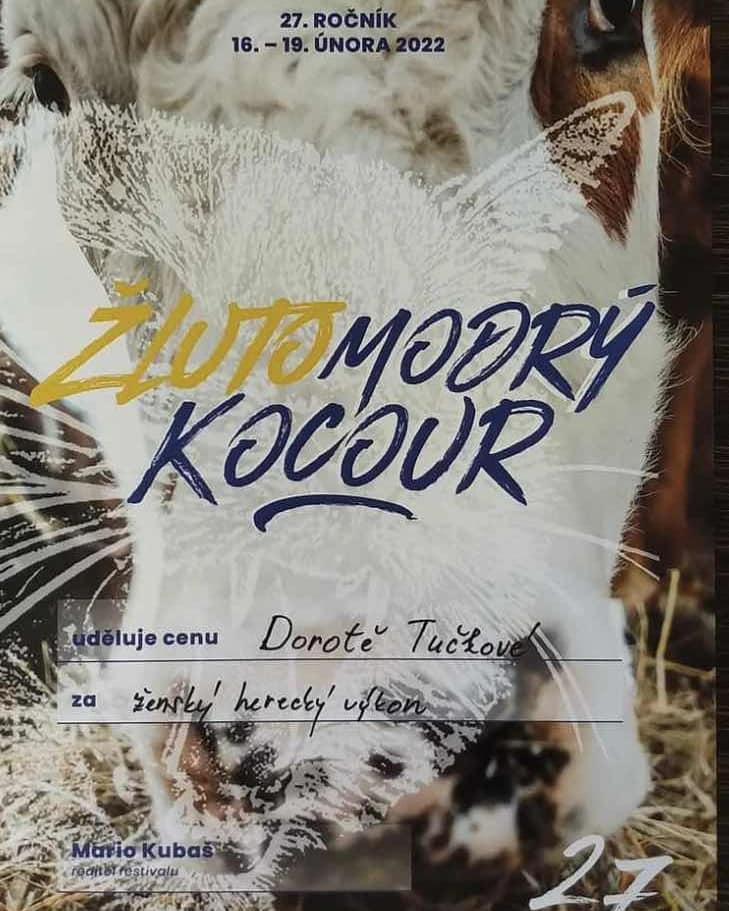 27. ROČNÍK
16. – 19. ÚNORA 2022
ŽLUTOMODRÝ
KOCOUR
uděluje cenu Dorotě Tučkové
za ženský herecký výkon
Mario Kubaš
ředitel festivalu
27